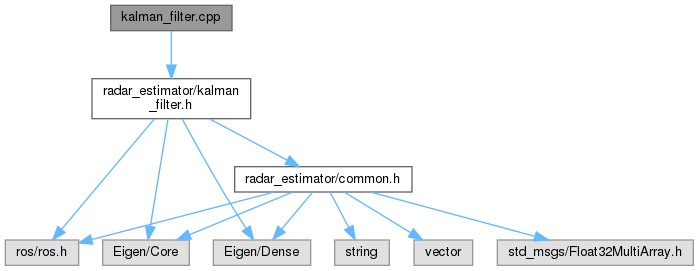 kalman_filter.cpp
radar_estimator/kalman
_filter.h
radar_estimator/common.h
ros/ros.h
Eigen/Core
Eigen/Dense
string
vector
std_msgs/Float32MultiArray.h